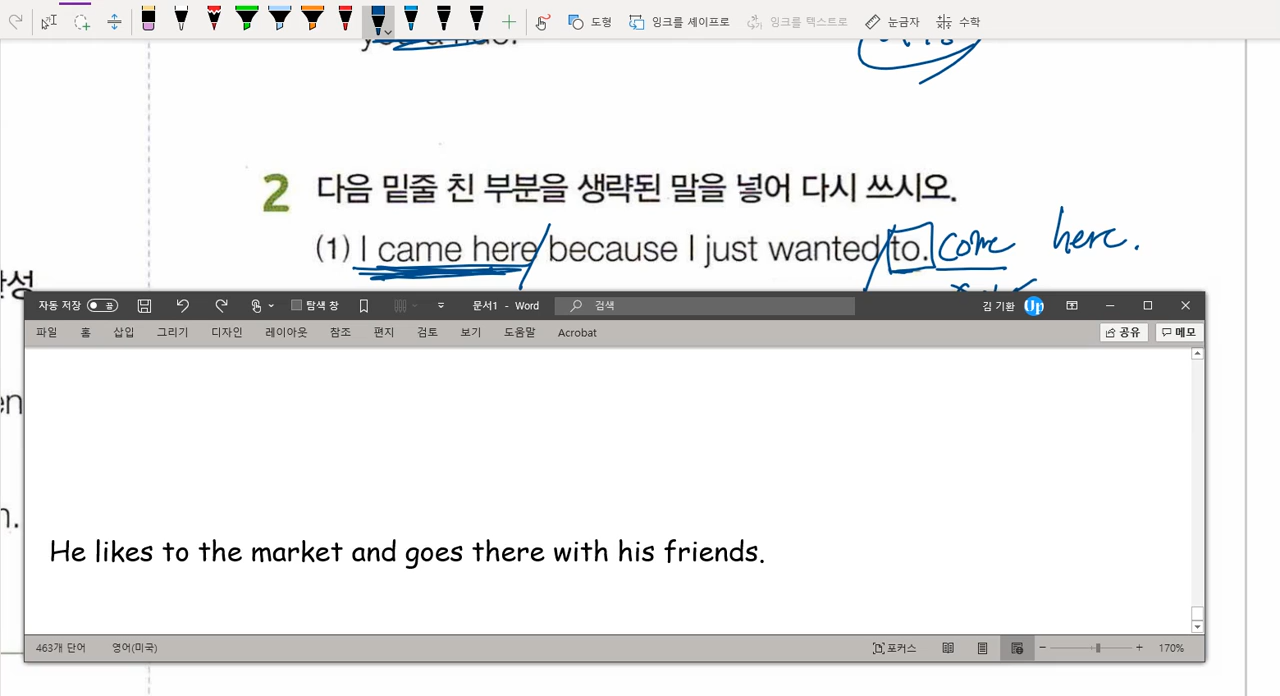 도형
잉크를 셰이프로
잉크를 텍스트로
눈금자
수학
2 다음 밑줄 친 부분을 생략된 말을 넣어 다시 쓰시오.
(1) I came here because I just wanted to. come here.
자동 저장 끔
탐색 창
문서1 - Word
검색
김 기환
파일 홈 삽입 그리기 디자인 레이아웃 참조 편지 검토 보기 도움말 Acrobat
공유 메모
en
n.
He likes to the market and goes there with his friends.
463개 단어 영어(미국) 포커스 170%